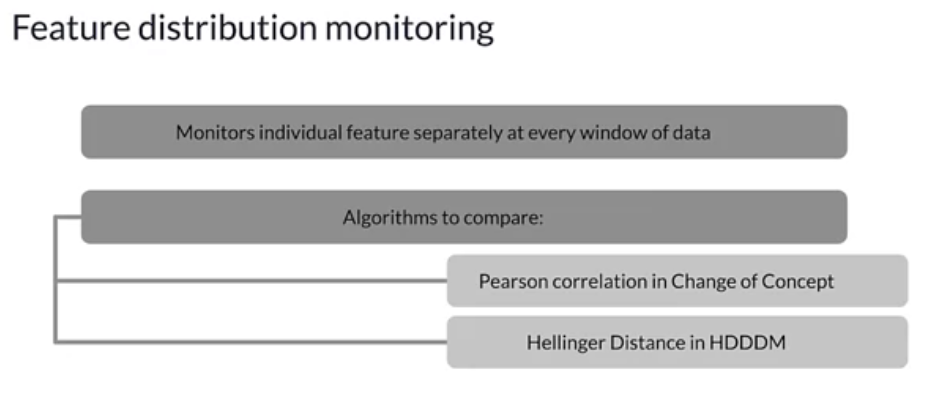 Feature distribution monitoring
Monitors individual feature separately at every window of data
Algorithms to compare:
Pearson correlation in Change of Concept
Hellinger Distance in HDDDM